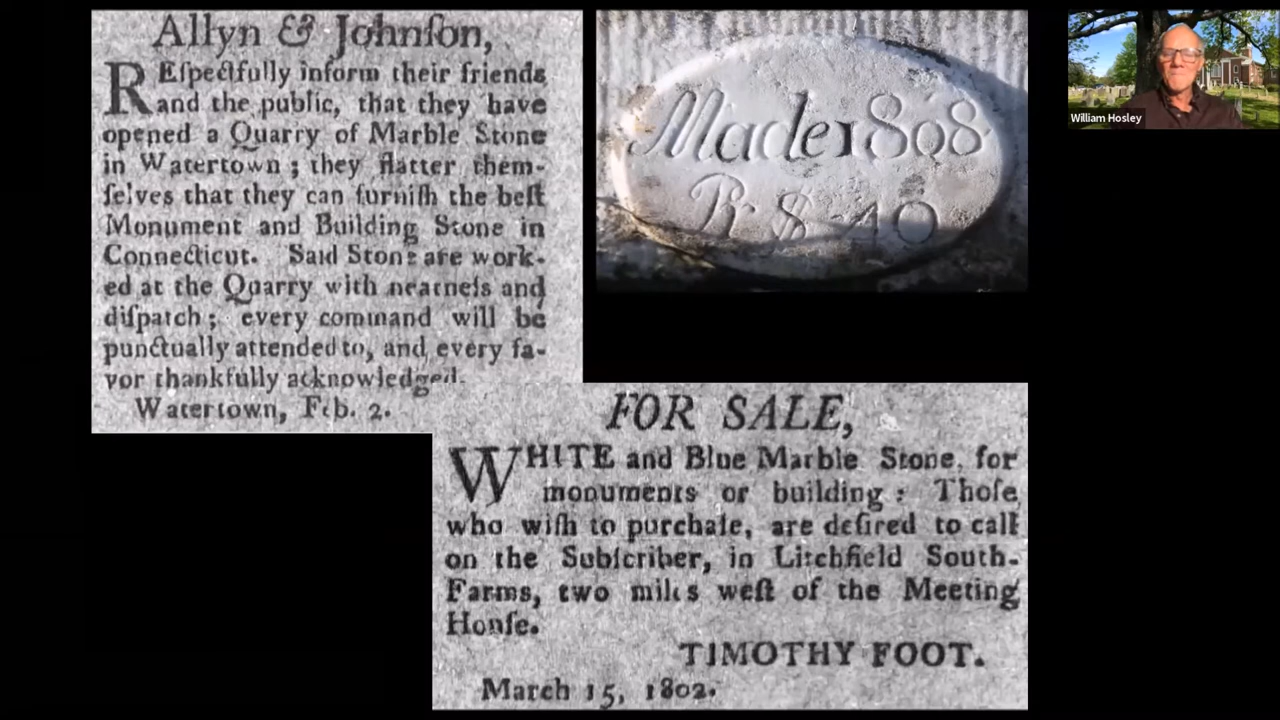 Allyn & Johnſon,
REſpectfully inform their friends
and the public, that they have
opened a Quarry of Marble Stone
in Watertown ; they flatter them-
ſelves that they can furniſh the beſt
Monument and Building Stone in
Connecticut. Said Stone are work-
ed at the Quarry with neatneſs and
diſpatch ; every command will be
punctually attended to, and every fa-
vor thankfully acknowledged.
Watertown, Feb. 2.
Made 1808
Pr $ 40
William Hosley
FOR SALE,
WHITE and Blue Marble Stone, for
monuments or building : Thoſe
who wiſh to purchaſe, are deſired to call
on the Subſcriber, in Litchfield South-
Farms, two miles weſt of the Meeting
Houſe.
TIMOTHY FOOT.
March 15, 1802.